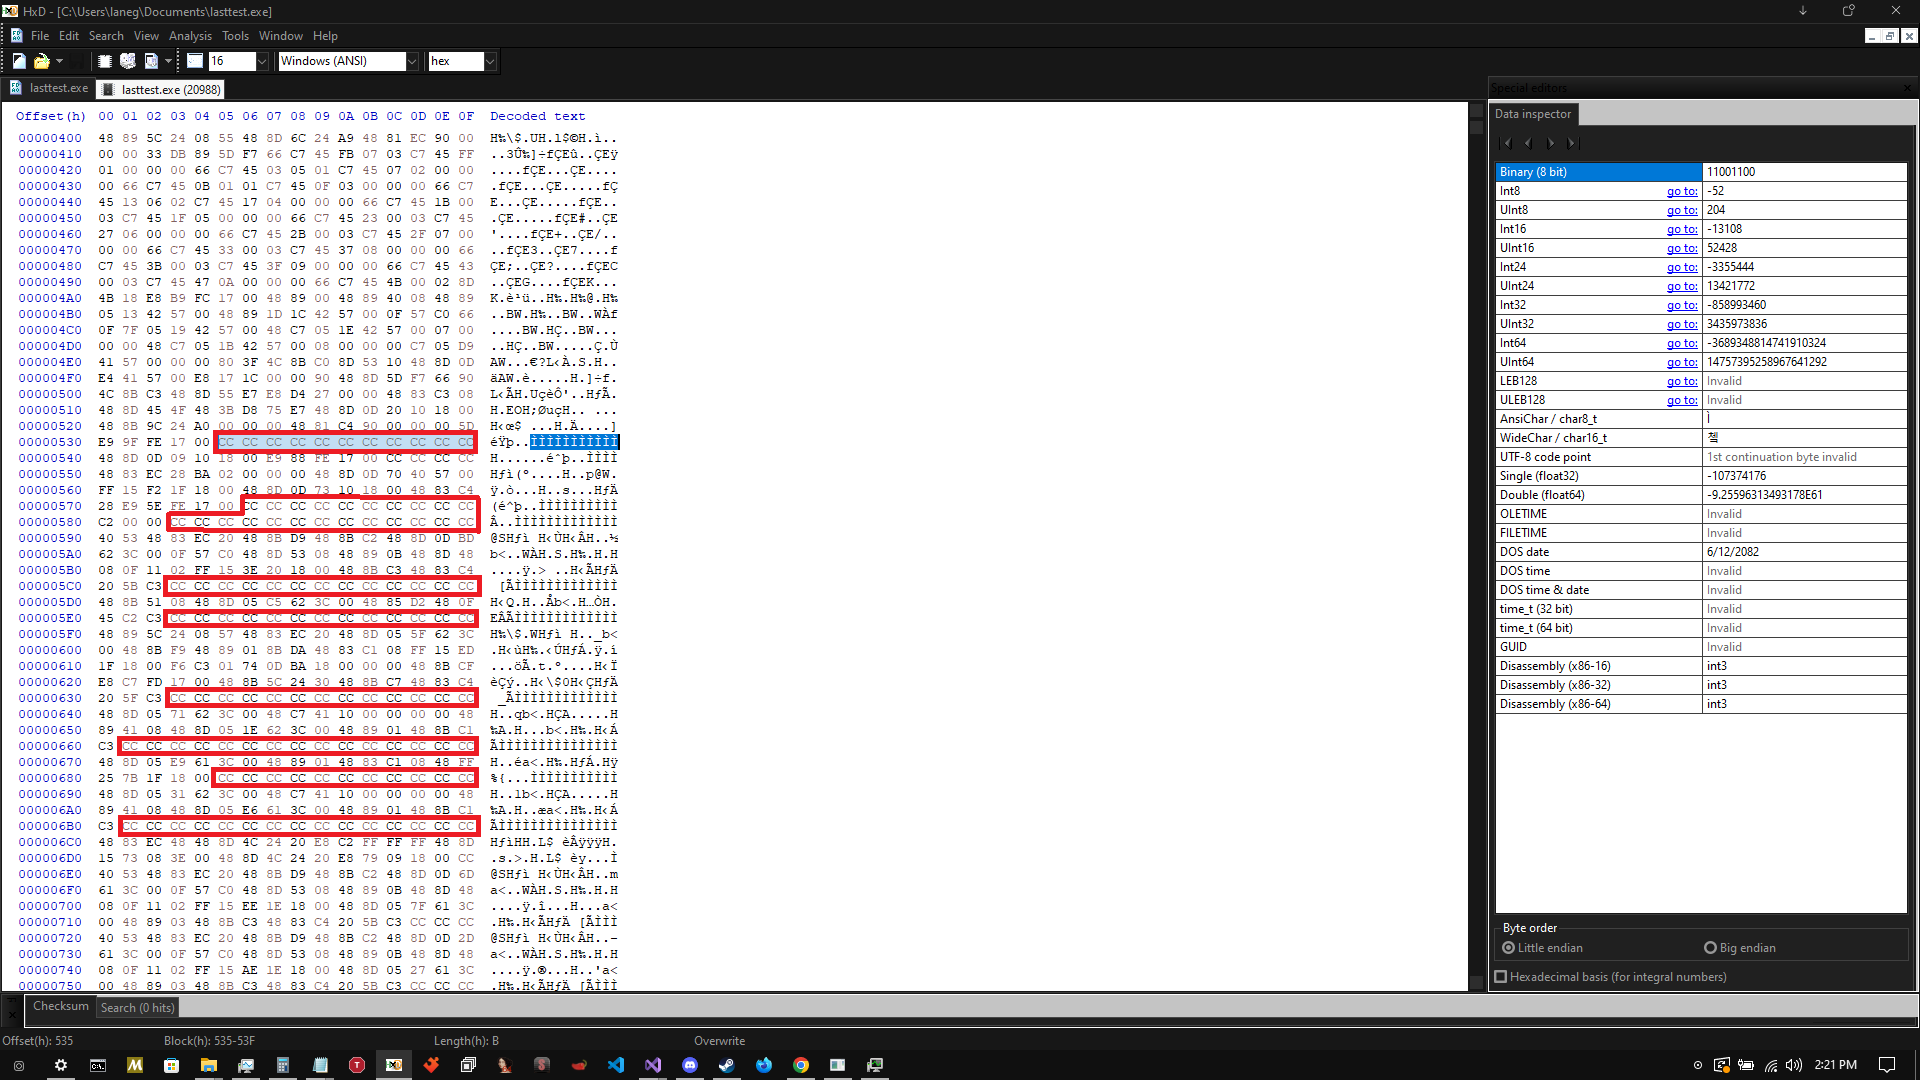 HxD - [C:\Users\laneg\Documents\lasttest.exe]
File Edit Search View Analysis Tools Window Help
16 Windows (ANSI) hex
lasttest.exe lasttest.exe (20988)
Offset(h) 00 01 02 03 04 05 06 07 08 09 0A 0B 0C 0D 0E 0F Decoded text
00000400 48 89 5C 24 08 55 48 8D 6C 24 A9 48 81 EC 90 00 H‰\$.UH.l$©H.ì..
00000410 00 00 33 DB 89 5D F7 66 C7 45 FB 07 03 C7 45 FF ..3Û‰]÷fÇEû..ÇEÿ
00000420 01 00 00 00 66 C7 45 03 05 01 C7 45 07 02 00 00 ....fÇE...ÇE....
00000430 00 66 C7 45 0B 01 01 C7 45 0F 03 00 00 00 66 C7 .fÇE...ÇE.....fÇ
00000440 45 13 06 02 C7 45 17 04 00 00 00 66 C7 45 1B 00 E...ÇE.....fÇE..
00000450 03 C7 45 1F 05 00 00 00 66 C7 45 23 00 03 C7 45 .ÇE.....fÇE#..ÇE
00000460 27 06 00 00 00 66 C7 45 2B 00 03 C7 45 2F 07 00 '....fÇE+..ÇE/..
00000470 00 00 66 C7 45 33 00 03 C7 45 37 08 00 00 00 66 ..fÇE3..ÇE7....f
00000480 C7 45 3B 00 03 C7 45 3F 09 00 00 00 66 C7 45 43 ÇE;..ÇE?....fÇEC
00000490 00 03 C7 45 47 0A 00 00 00 66 C7 45 4B 00 02 8D ..ÇEG....fÇEK...
000004A0 4B 18 E8 B9 FC 17 00 48 89 00 48 89 40 08 48 89 K.è¹ü..H‰.H‰@.H‰
000004B0 05 13 42 57 00 48 89 1D 1C 42 57 00 0F 57 C0 66 ..BW.H‰..BW..WÀf
000004C0 0F 7F 05 19 42 57 00 48 C7 05 1E 42 57 00 07 00 ....BW.HÇ..BW...
000004D0 00 00 48 C7 05 1B 42 57 00 08 00 00 00 C7 05 D9 ..HÇ..BW.....Ç.Ù
000004E0 41 57 00 00 00 80 3F 4C 8B C0 8D 53 10 48 8D 0D AW...€?L‹À.S.H..
000004F0 E4 41 57 00 E8 17 1C 00 00 90 48 8D 5D F7 66 90 äAW.è.....H.]÷f.
00000500 4C 8B C3 48 8D 55 E7 E8 D4 27 00 00 48 83 C3 08 L‹ÃH.UçèÔ'..HƒÃ.
00000510 48 8D 45 4F 48 3B D8 75 E7 48 8D 0D 20 10 18 00 H.EOH;ØuçH.. ...
00000520 48 8B 9C 24 A0 00 00 00 48 81 C4 90 00 00 00 5D H‹œ$ ...H.Ä....]
00000530 E9 9F FE 17 00 CC CC CC CC CC CC CC CC CC CC CC éŸþ..ÌÌÌÌÌÌÌÌÌÌÌ
00000540 48 8D 0D 09 10 18 00 E9 88 FE 17 00 CC CC CC CC H......éˆþ..ÌÌÌÌ
00000550 48 83 EC 28 BA 02 00 00 00 48 8D 0D 70 40 57 00 Hƒì(º....H..p@W.
00000560 FF 15 F2 1F 18 00 48 8D 0D 73 10 18 00 48 83 C4 ÿ.ò...H..s...HƒÄ
00000570 28 E9 5E FE 17 00 CC CC CC CC CC CC CC CC CC CC (é^þ..ÌÌÌÌÌÌÌÌÌÌ
00000580 C2 00 00 CC CC CC CC CC CC CC CC CC CC CC CC CC Â..ÌÌÌÌÌÌÌÌÌÌÌÌÌ
00000590 40 53 48 83 EC 20 48 8B D9 48 8B C2 48 8D 0D BD @SHƒì H‹ÙH‹ÂH..½
000005A0 62 3C 00 0F 57 C0 48 8D 53 08 48 89 0B 48 8D 48 b<..WÀH.S.H‰.H.H
000005B0 08 0F 11 02 FF 15 3E 20 18 00 48 8B C3 48 83 C4 ....ÿ.> ..H‹ÃHƒÄ
000005C0 20 5B C3 CC CC CC CC CC CC CC CC CC CC CC CC CC [ÃÌÌÌÌÌÌÌÌÌÌÌÌÌ
000005D0 48 8B 51 08 48 8D 05 C5 62 3C 00 48 85 D2 48 0F H‹Q.H..Åb<.H…ÒH.
000005E0 45 C2 C3 CC CC CC CC CC CC CC CC CC CC CC CC CC EÂÃÌÌÌÌÌÌÌÌÌÌÌÌÌ
000005F0 48 89 5C 24 08 57 48 83 EC 20 48 8D 05 5F 62 3C H‰\$.WHƒì H.._b<
00000600 00 48 8B F9 48 89 01 8B DA 48 83 C1 08 FF 15 ED .H‹ùH‰.‹ÚHƒÁ.ÿ.í
00000610 1F 18 00 F6 C3 01 74 0D BA 18 00 00 00 48 8B CF ...öÃ.t.º....H‹Ï
00000620 E8 C7 FD 17 00 48 8B 5C 24 30 48 8B C7 48 83 C4 èÇý..H‹\$0H‹ÇHƒÄ
00000630 20 5F C3 CC CC CC CC CC CC CC CC CC CC CC CC CC _ÃÌÌÌÌÌÌÌÌÌÌÌÌÌ
00000640 48 8D 05 71 62 3C 00 48 C7 41 10 00 00 00 00 48 H..qb<.HÇA.....H
00000650 89 41 08 48 8D 05 1E 62 3C 00 48 89 01 48 8B C1 ‰A.H...b<.H‰.H‹Á
00000660 C3 CC CC CC CC CC CC CC CC CC CC CC CC CC CC CC ÃÌÌÌÌÌÌÌÌÌÌÌÌÌÌÌ
00000670 48 8D 05 E9 61 3C 00 48 89 01 48 83 C1 08 48 FF H..éa<.H‰.HƒÁ.Hÿ
00000680 25 7B 1F 18 00 CC CC CC CC CC CC CC CC CC CC CC %{...ÌÌÌÌÌÌÌÌÌÌÌ
00000690 48 8D 05 31 62 3C 00 48 C7 41 10 00 00 00 00 48 H..1b<.HÇA.....H
000006A0 89 41 08 48 8D 05 E6 61 3C 00 48 89 01 48 8B C1 ‰A.H..æa<.H‰.H‹Á
000006B0 C3 CC CC CC CC CC CC CC CC CC CC CC CC CC CC CC ÃÌÌÌÌÌÌÌÌÌÌÌÌÌÌÌ
000006C0 48 83 EC 48 48 8D 4C 24 20 E8 C2 FF FF FF 48 8D HƒìHH.L$ èÂÿÿÿH.
000006D0 15 73 08 3E 00 48 8D 4C 24 20 E8 79 09 18 00 CC .s.>.H.L$ èy...Ì
000006E0 40 53 48 83 EC 20 48 8B D9 48 8B C2 48 8D 0D 6D @SHƒì H‹ÙH‹ÂH..m
000006F0 61 3C 00 0F 57 C0 48 8D 53 08 48 89 0B 48 8D 48 a<..WÀH.S.H‰.H.H
00000700 08 0F 11 02 FF 15 EE 1E 18 00 48 8D 05 7F 61 3C ....ÿ.î...H...a<
00000710 00 48 89 03 48 8B C3 48 83 C4 20 5B C3 CC CC CC .H‰.H‹ÃHƒÄ [ÃÌÌÌ
00000720 40 53 48 83 EC 20 48 8B D9 48 8B C2 48 8D 0D 2D @SHƒì H‹ÙH‹ÂH..-
00000730 61 3C 00 0F 57 C0 48 8D 53 08 48 89 0B 48 8D 48 a<..WÀH.S.H‰.H.H
00000740 08 0F 11 02 FF 15 AE 1E 18 00 48 8D 05 27 61 3C ....ÿ.®...H..'a<
00000750 00 48 89 03 48 8B C3 48 83 C4 20 5B C3 CC CC CC .H‰.H‹ÃHƒÄ [ÃÌÌÌ
Special editors
Data inspector
Binary (8 bit) 11001100
Int8 go to: -52
UInt8 go to: 204
Int16 go to: -13108
UInt16 go to: 52428
Int24 go to: -3355444
UInt24 go to: 13421772
Int32 go to: -858993460
UInt32 go to: 3435973836
Int64 go to: -3689348814741910324
UInt64 go to: 14757395258967641292
LEB128 go to: Invalid
ULEB128 go to: Invalid
AnsiChar / char8_t Ì
WideChar / char16_t 쳌
UTF-8 code point 1st continuation byte invalid
Single (float32) -107374176
Double (float64) -9.25596313493178E61
OLETIME Invalid
FILETIME Invalid
DOS date 6/12/2082
DOS time Invalid
DOS time & date Invalid
time_t (32 bit) Invalid
time_t (64 bit) Invalid
GUID Invalid
Disassembly (x86-16) int3
Disassembly (x86-32) int3
Disassembly (x86-64) int3
Byte order
Little endian Big endian
Hexadecimal basis (for integral numbers)
Checksum Search (0 hits)
Offset(h): 535 Block(h): 535-53F Length(h): B Overwrite
2:21 PM